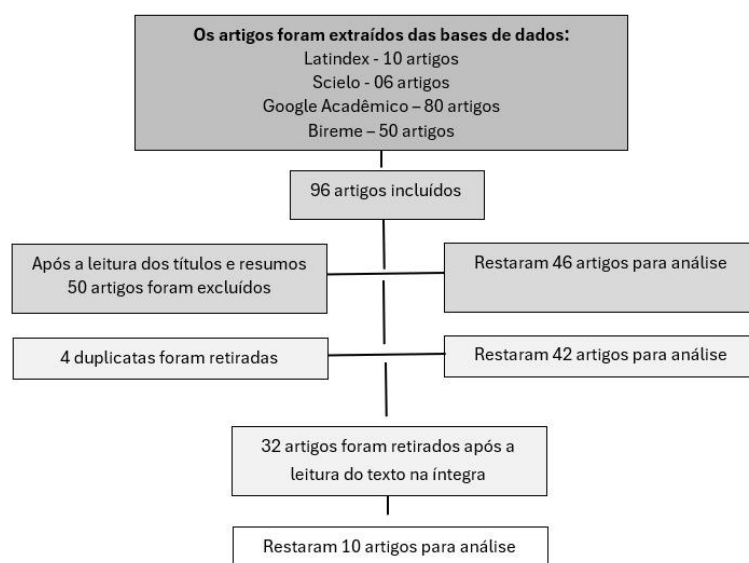 Os artigos foram extraídos das bases de dados:
Latindex - 10 artigos
Scielo - 06 artigos
Google Acadêmico – 80 artigos
Bireme – 50 artigos
96 artigos incluídos
Após a leitura dos títulos e resumos
50 artigos foram excluídos
Restaram 46 artigos para análise
4 duplicatas foram retiradas
Restaram 42 artigos para análise
32 artigos foram retirados após a
leitura do texto na íntegra
Restaram 10 artigos para análise